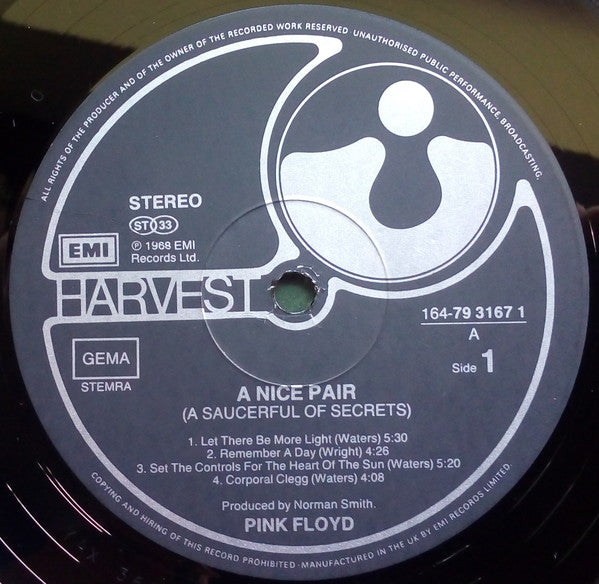 ALL RIGHTS OF THE PRODUCER AND OF THE OWNER OF THE RECORDED WORK RESERVED UNAUTHORISED PUBLIC PERFORMANCE, BROADCASTING,
STEREO
ST 33
℗ 1968 EMI
Records Ltd.
EMI
HARVEST
164-79 3167 1
A
Side 1
GEMA
STEMRA
A NICE PAIR
(A SAUCERFUL OF SECRETS)
1. Let There Be More Light (Waters) 5:30
2. Remember A Day (Wright) 4:26
3. Set The Controls For The Heart Of The Sun (Waters) 5:20
4. Corporal Clegg (Waters) 4:08
Produced by Norman Smith.
PINK FLOYD
COPYING AND HIRING OF THIS RECORD PROHIBITED · MANUFACTURED IN THE UK BY EMI RECORDS LIMITED.